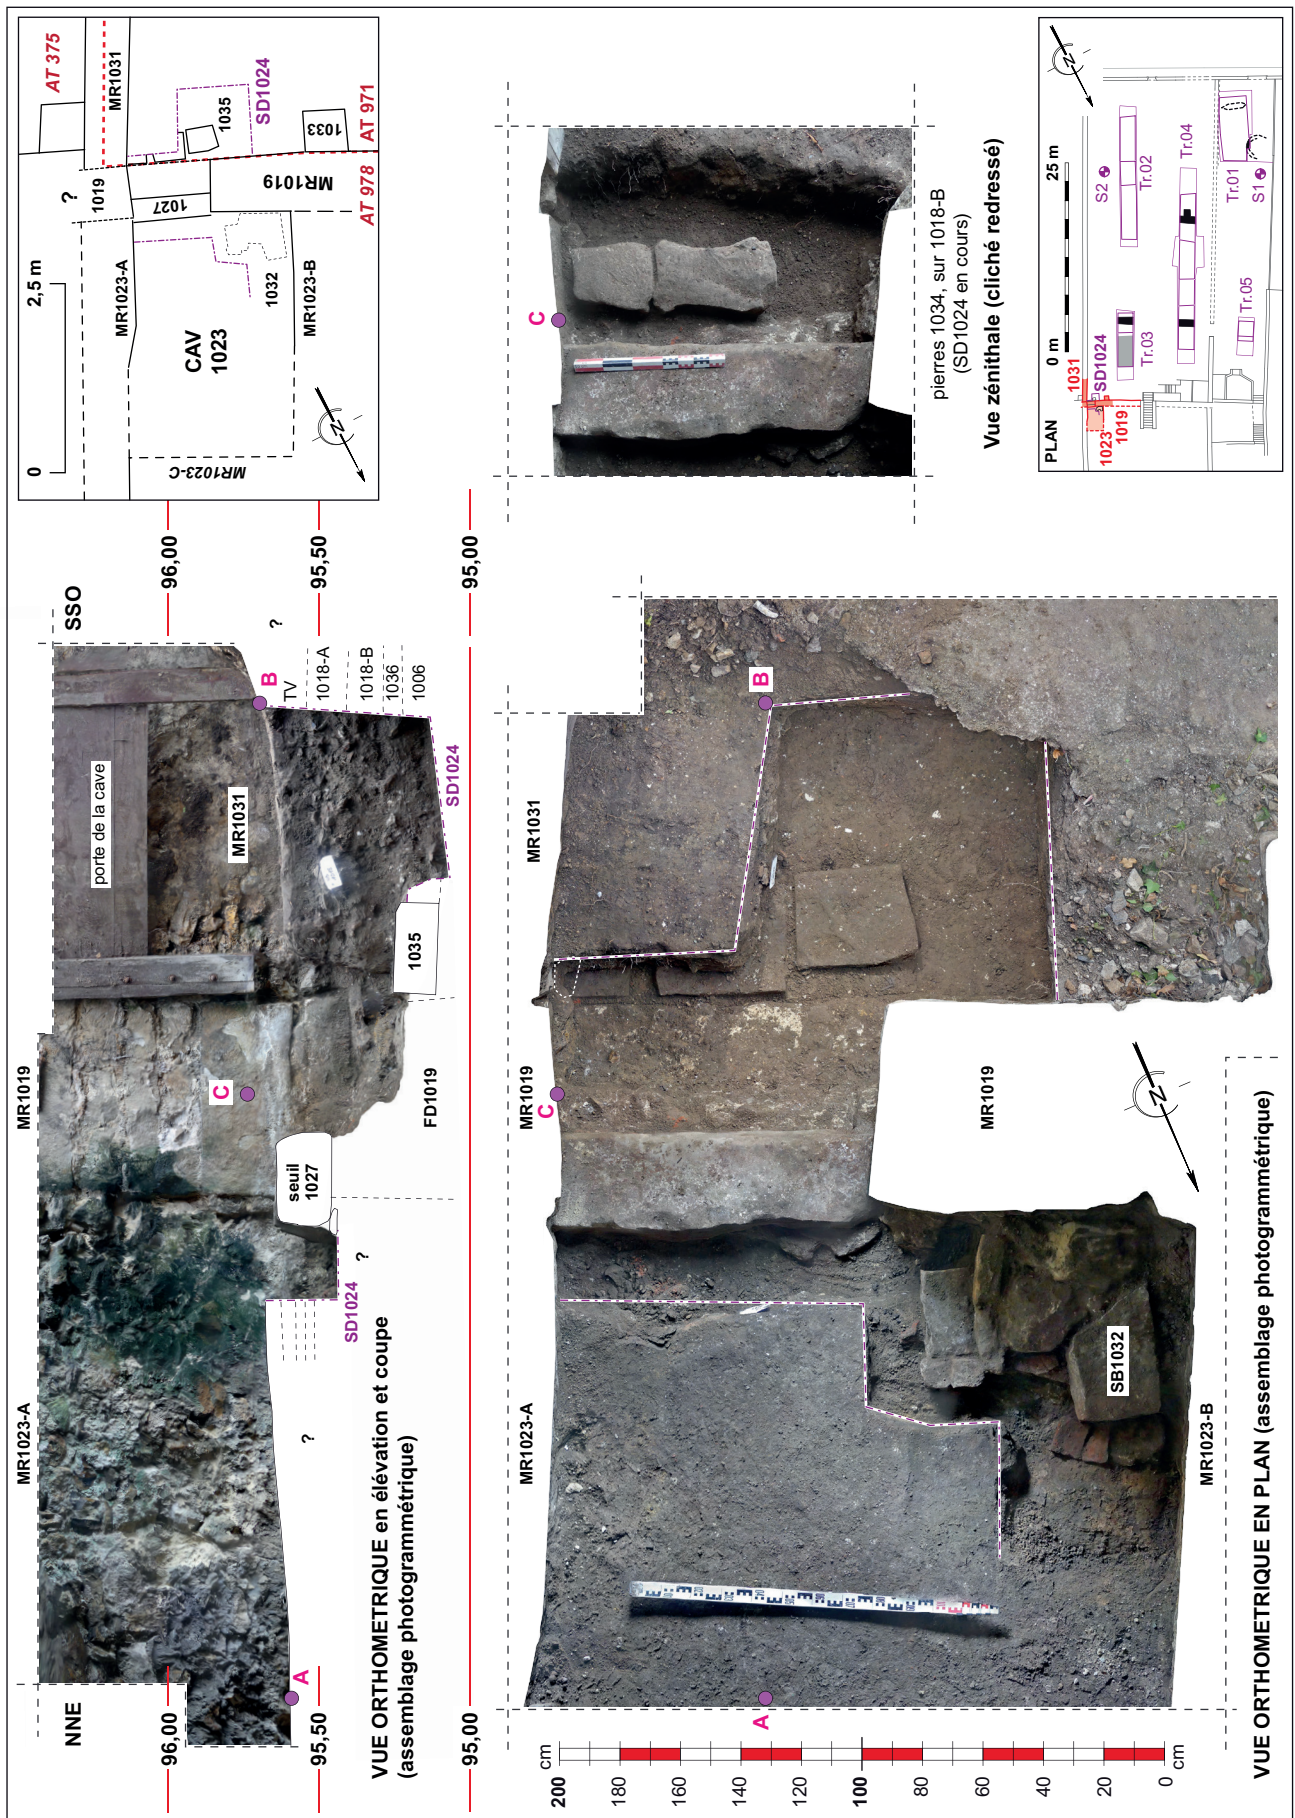 NNE
MR1023-A
MR1019
SSO
porte de la cave
MR1031
C
B
A
seuil
1027
1035
FD1019
SD1024
SD1024
?
?
?
TV
1018-A
1018-B
1036
1006
96,00
95,50
95,00
96,00
95,50
95,00
VUE ORTHOMETRIQUE en élévation et coupe
(assemblage photogrammétrique)
0
2,5 m
MR1023-C
MR1023-A
CAV
1023
MR1023-B
1032
1027
?
1019
MR1019
MR1031
AT 375
SD1024
1035
1033
AT 978
AT 971
N
MR1023-A
MR1019
C
MR1031
B
A
MR1019
SB1032
MR1023-B
N
cm
200
180
160
140
120
100
80
60
40
20
0
cm
VUE ORTHOMETRIQUE EN PLAN (assemblage photogrammétrique)
C
pierres 1034, sur 1018-B
(SD1024 en cours)
Vue zénithale (cliché redressé)
PLAN
0 m
25 m
N
1031
SD1024
1023
1019
Tr.03
S2
Tr.02
Tr.04
Tr.01
S1
Tr.05